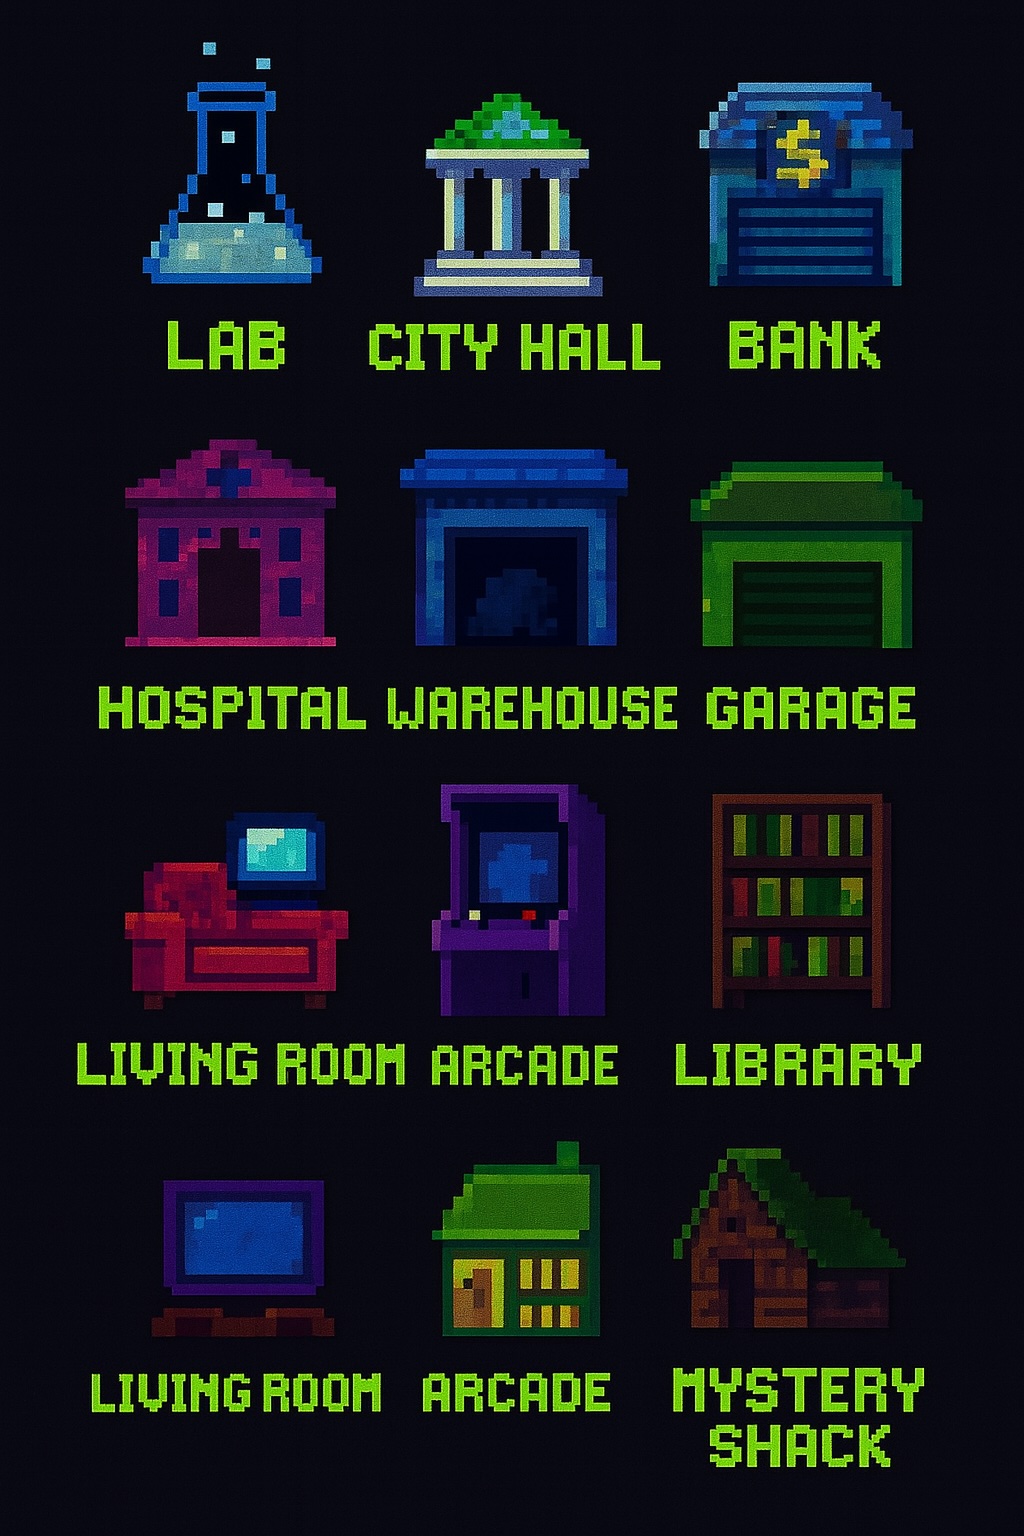 $
LAB CITY HALL BANK
HOSPITAL WAREHOUSE GARAGE
LIVING ROOM ARCADE LIBRARY
LIVING ROOM ARCADE MYSTERY
SHACK